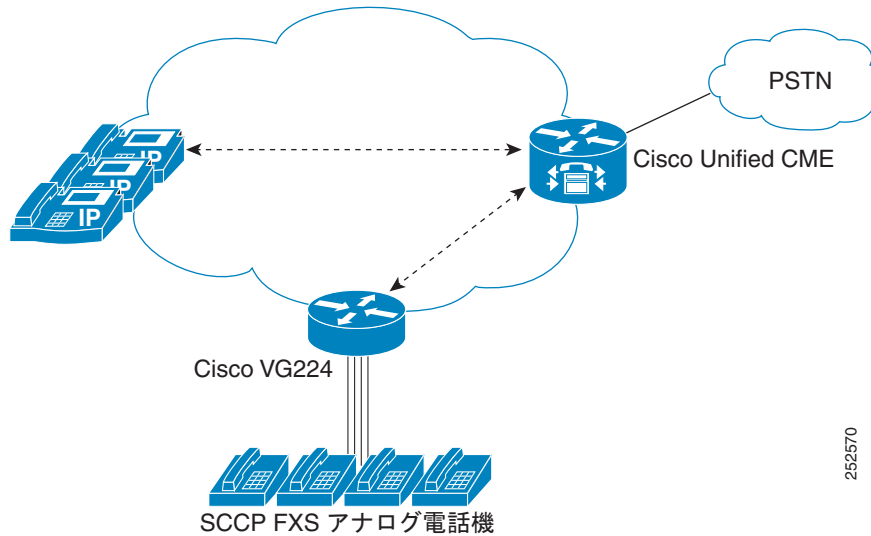 PSTN
Cisco Unified CME
IP
IP
IP
Cisco VG224
SCCP FXS アナログ電話機
252570